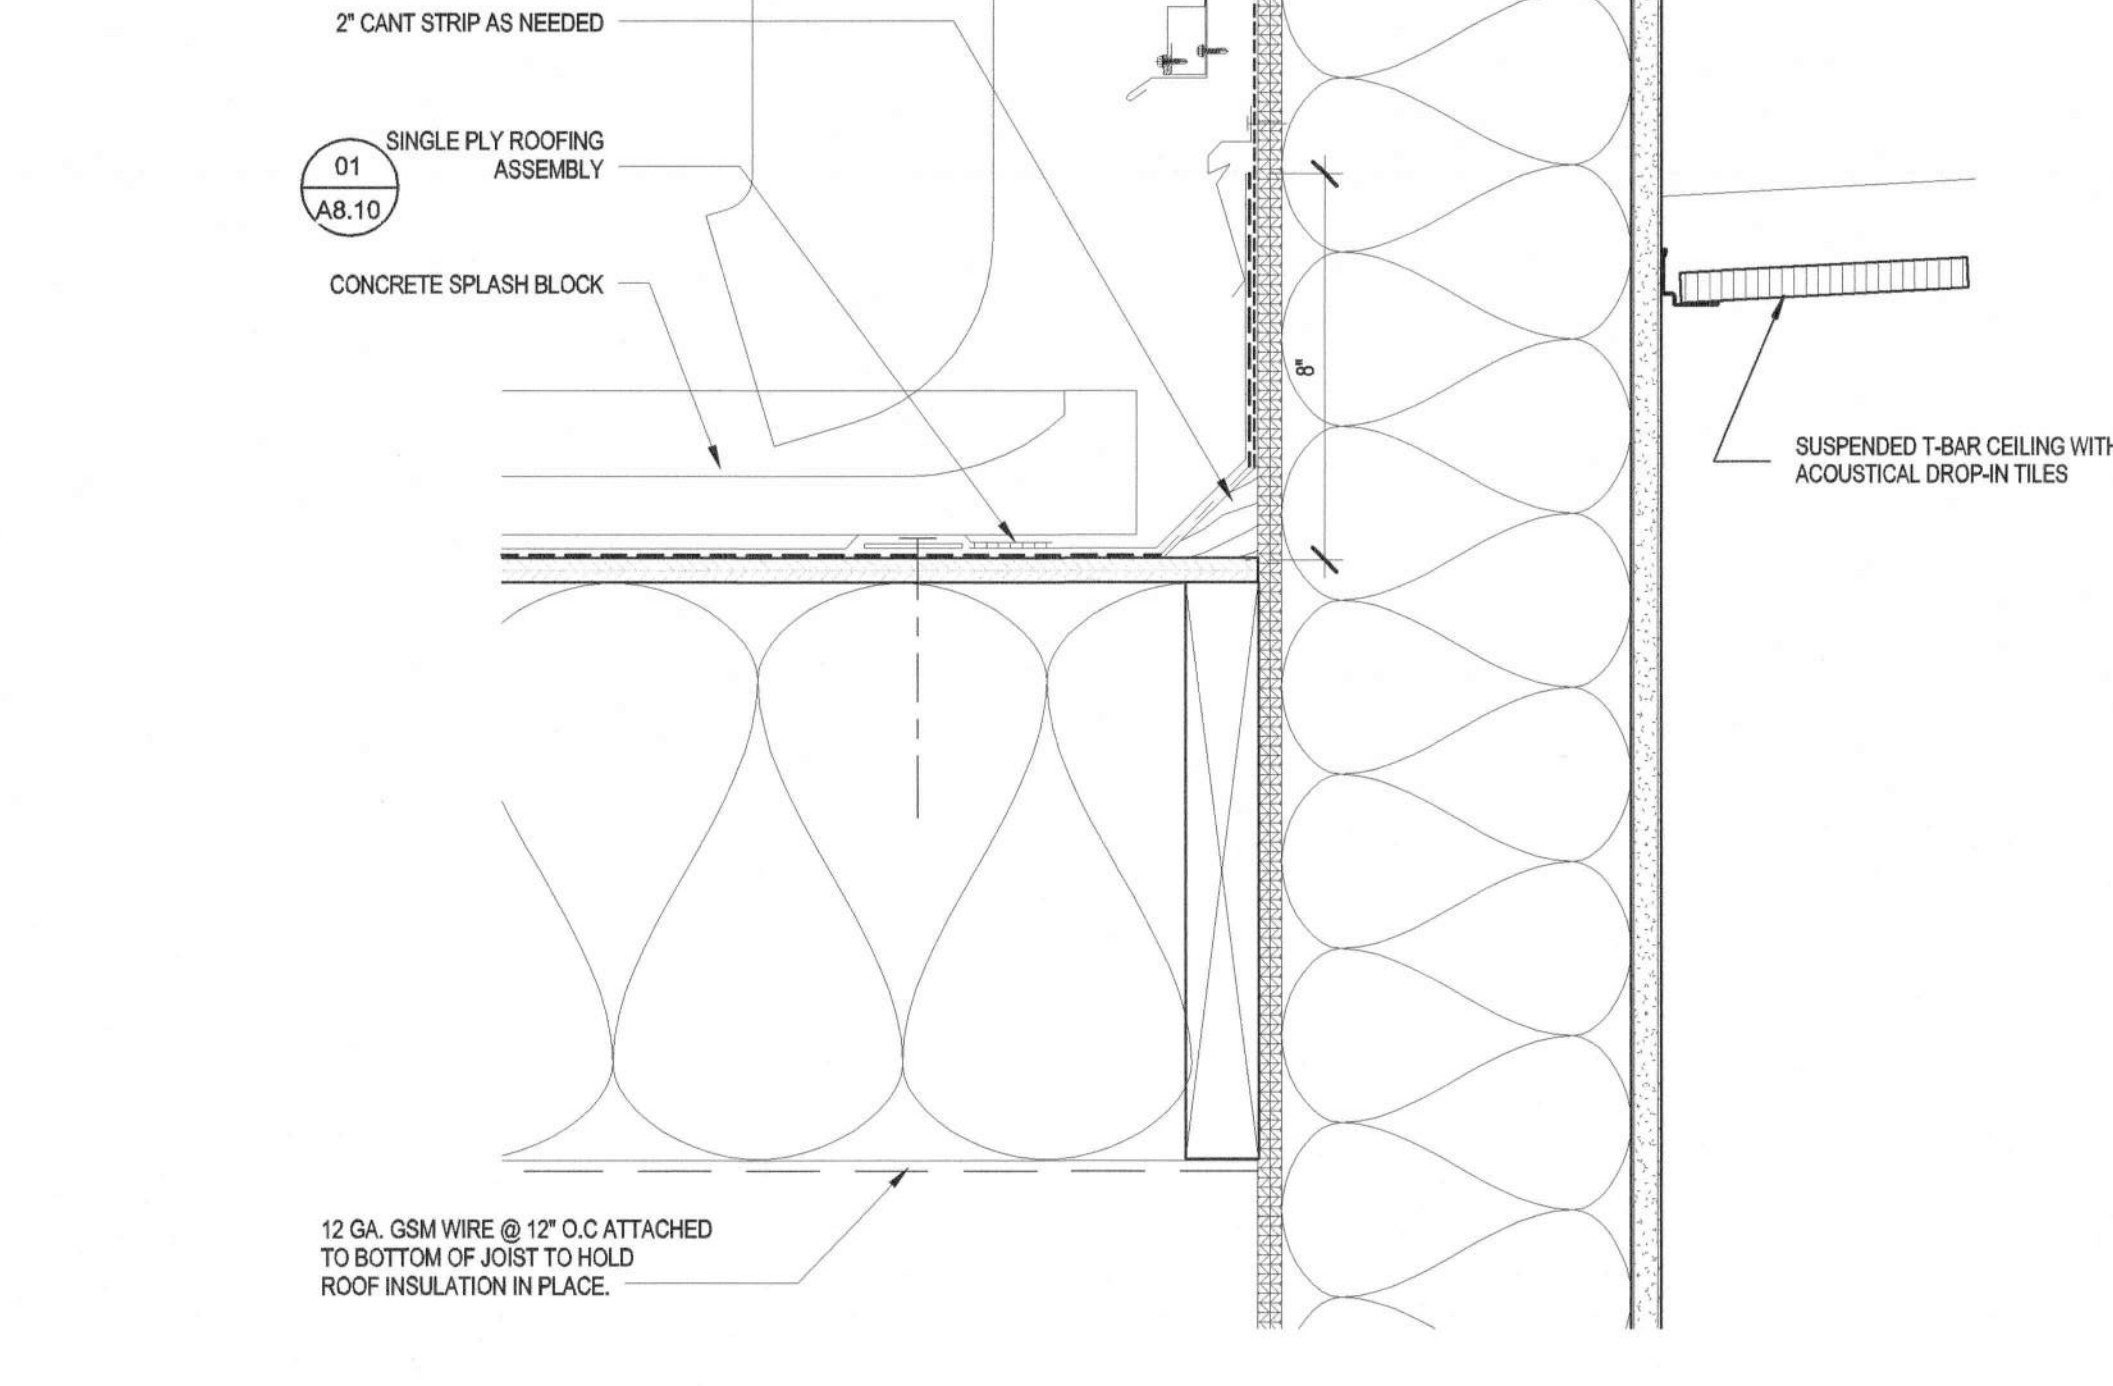 2" CANT STRIP AS NEEDED
SINGLE PLY ROOFING
ASSEMBLY
01
A8.10
CONCRETE SPLASH BLOCK
8"
SUSPENDED T-BAR CEILING WITH
ACOUSTICAL DROP-IN TILES
12 GA. GSM WIRE @ 12" O.C ATTACHED
TO BOTTOM OF JOIST TO HOLD
ROOF INSULATION IN PLACE.